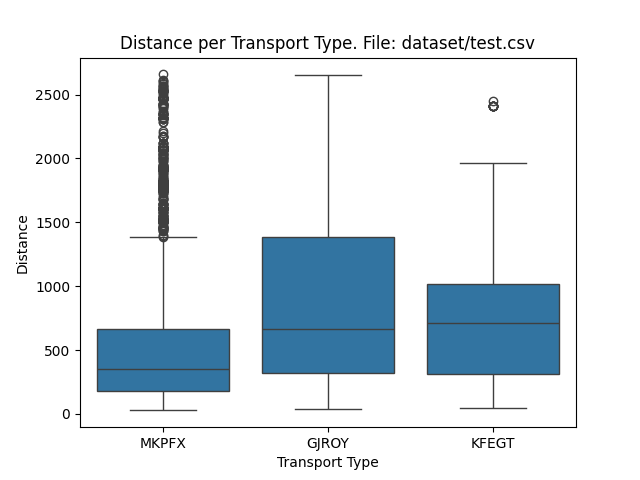 Distance per Transport Type. File: dataset/test.csv
2500
2000
1500
1000
500
0
Distance
MKPFX GJROY KFEGT
Transport Type